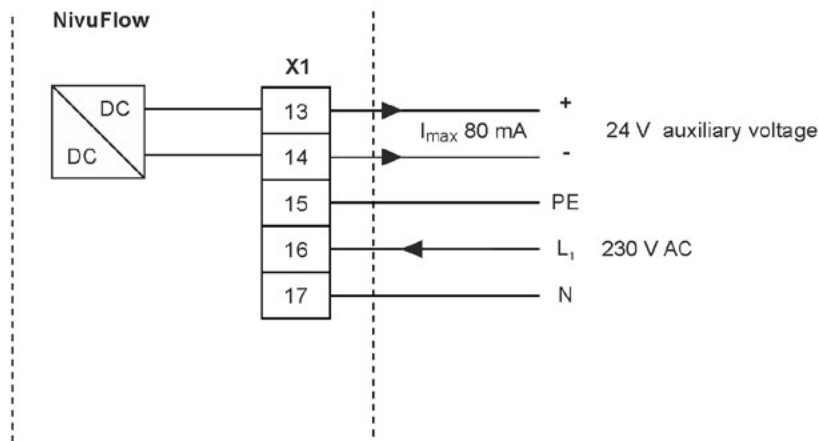 NivuFlow
X1
DC
DC
13
14
15
16
17
+
Imax 80 mA
24 V auxiliary voltage
-
PE
L1 230 V AC
N